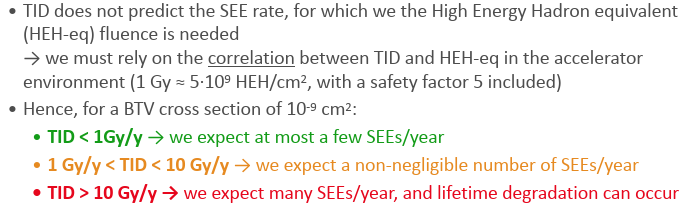 • TID does not predict the SEE rate, for which we the High Energy Hadron equivalent
(HEH-eq) fluence is needed
→ we must rely on the correlation between TID and HEH-eq in the accelerator
environment (1 Gy ≈ 5·10⁹ HEH/cm², with a safety factor 5 included)
• Hence, for a BTV cross section of 10⁻⁹ cm²:
• TID < 1Gy/y → we expect at most a few SEEs/year
• 1 Gy/y < TID < 10 Gy/y → we expect a non-negligible number of SEEs/year
• TID > 10 Gy/y → we expect many SEEs/year, and lifetime degradation can occur